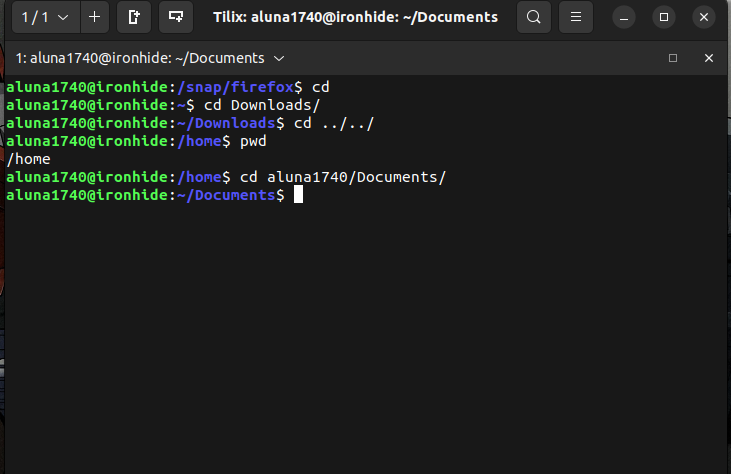 1 / 1
Tilix: aluna1740@ironhide: ~/Documents
1: aluna1740@ironhide: ~/Documents
aluna1740@ironhide:/snap/firefox$ cd
aluna1740@ironhide:~$ cd Downloads/
aluna1740@ironhide:~/Downloads$ cd ../../
aluna1740@ironhide:/home$ pwd
/home
aluna1740@ironhide:/home$ cd aluna1740/Documents/
aluna1740@ironhide:~/Documents$